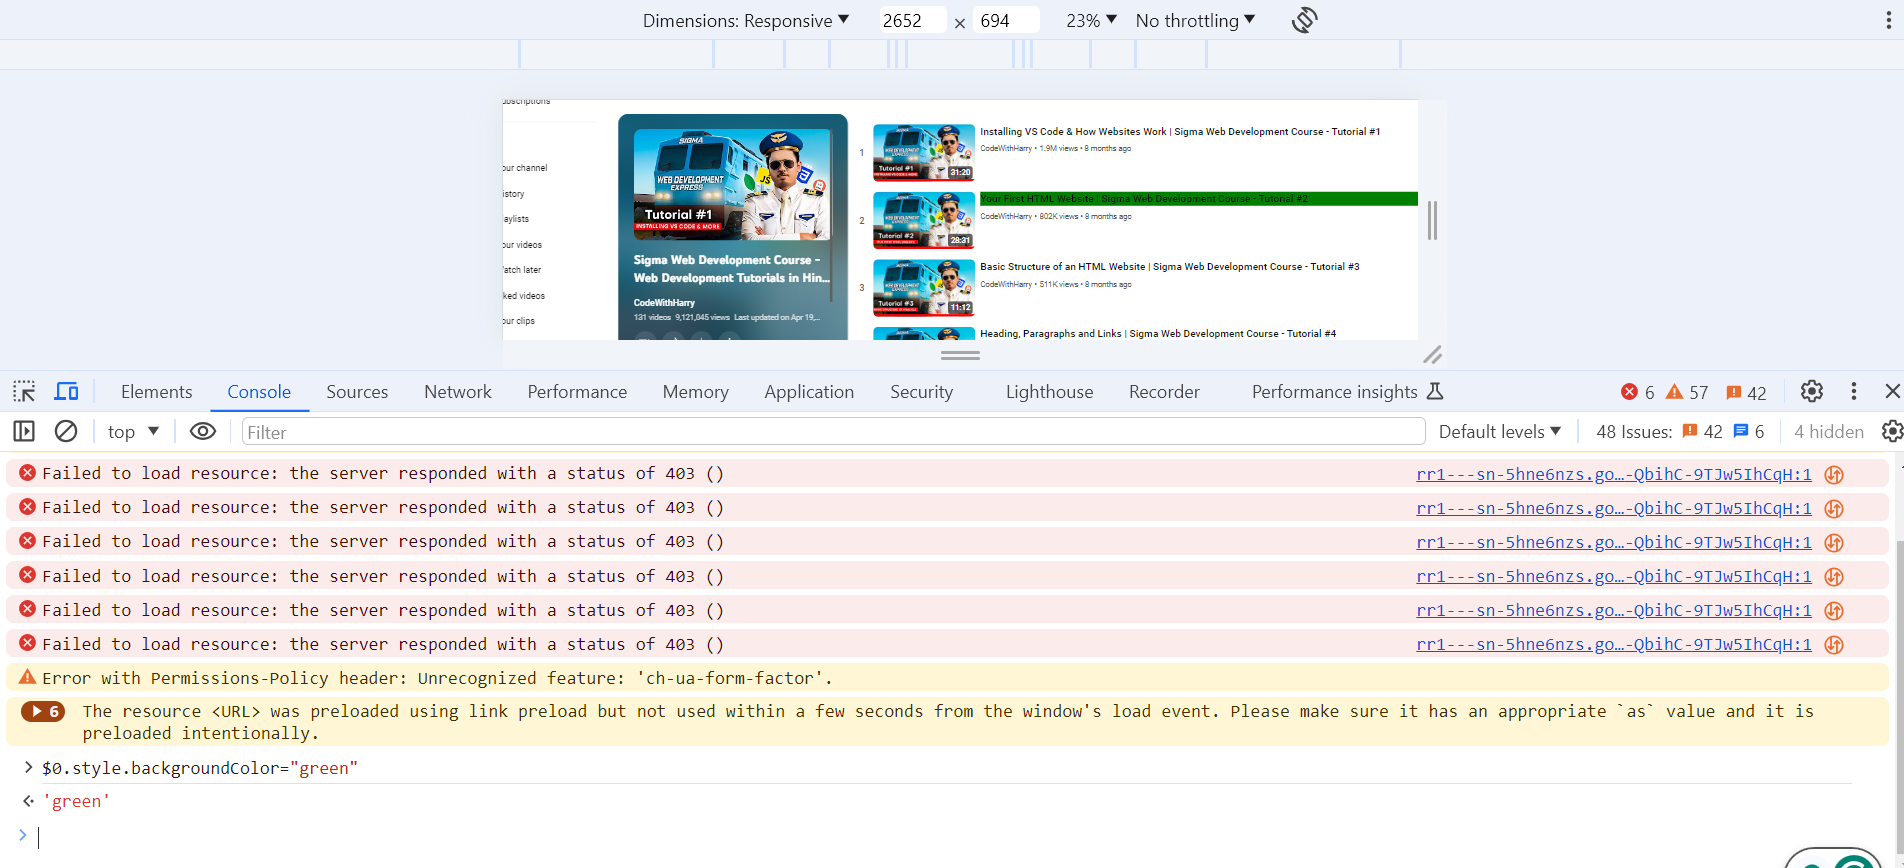 Dimensions: Responsive ▼ 2652 × 694 23% ▼ No throttling ▼
ubscriptions
our channel
istory
aylists
our videos
atch later
ked videos
our clips
SIGMA
WEB DEVELOPMENT
EXPRESS
JS
Tutorial #1
INSTALLING VS CODE & MORE
Sigma Web Development Course -
Web Development Tutorials in Hin...
CodeWithHarry
131 videos 9,121,045 views Last updated on Apr 19,...
1
Tutorial #1
31:20
Installing VS Code & How Websites Work | Sigma Web Development Course - Tutorial #1
CodeWithHarry • 1.9M views • 8 months ago
2
Tutorial #2
28:31
Your First HTML Website | Sigma Web Development Course - Tutorial #2
CodeWithHarry • 802K views • 8 months ago
3
Tutorial #3
11:12
Basic Structure of an HTML Website | Sigma Web Development Course - Tutorial #3
CodeWithHarry • 511K views • 8 months ago
Heading, Paragraphs and Links | Sigma Web Development Course - Tutorial #4
Elements Console Sources Network Performance Memory Application Security Lighthouse Recorder Performance insights 6 57 42
top ▼ Filter Default levels ▼ 48 Issues: 42 6 4 hidden
Failed to load resource: the server responded with a status of 403 () rr1---sn-5hne6nzs.go…-QbihC-9TJw5IhCqH:1
Failed to load resource: the server responded with a status of 403 () rr1---sn-5hne6nzs.go…-QbihC-9TJw5IhCqH:1
Failed to load resource: the server responded with a status of 403 () rr1---sn-5hne6nzs.go…-QbihC-9TJw5IhCqH:1
Failed to load resource: the server responded with a status of 403 () rr1---sn-5hne6nzs.go…-QbihC-9TJw5IhCqH:1
Failed to load resource: the server responded with a status of 403 () rr1---sn-5hne6nzs.go…-QbihC-9TJw5IhCqH:1
Failed to load resource: the server responded with a status of 403 () rr1---sn-5hne6nzs.go…-QbihC-9TJw5IhCqH:1
Error with Permissions-Policy header: Unrecognized feature: 'ch-ua-form-factor'.
6 The resource <URL> was preloaded using link preload but not used within a few seconds from the window's load event. Please make sure it has an appropriate `as` value and it is
preloaded intentionally.
> $0.style.backgroundColor="green"
'green'
>